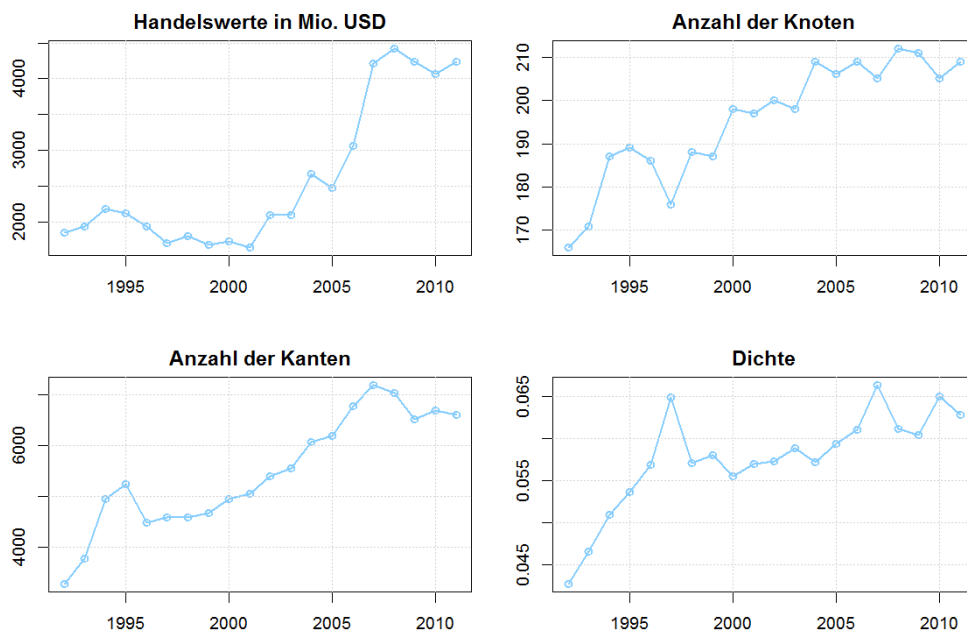 Handelswerte in Mio. USD
4000
3000
2000
1995 2000 2005 2010
Anzahl der Knoten
210
200
190
180
170
1995 2000 2005 2010
Anzahl der Kanten
6000
4000
1995 2000 2005 2010
Dichte
0.065
0.055
0.045
1995 2000 2005 2010